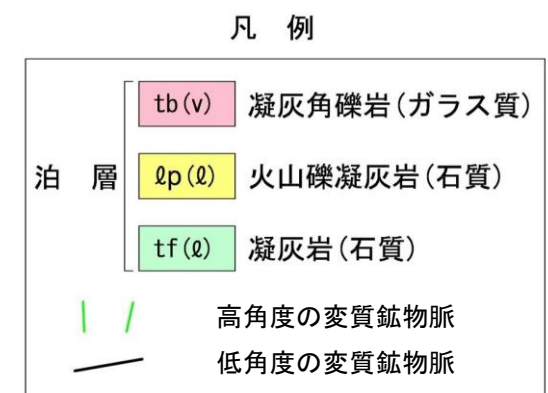 凡 例
tb(v) 凝灰角礫岩(ガラス質)
泊 層 ℓp(ℓ) 火山礫凝灰岩(石質)
tf(ℓ) 凝灰岩(石質)
高角度の変質鉱物脈
低角度の変質鉱物脈